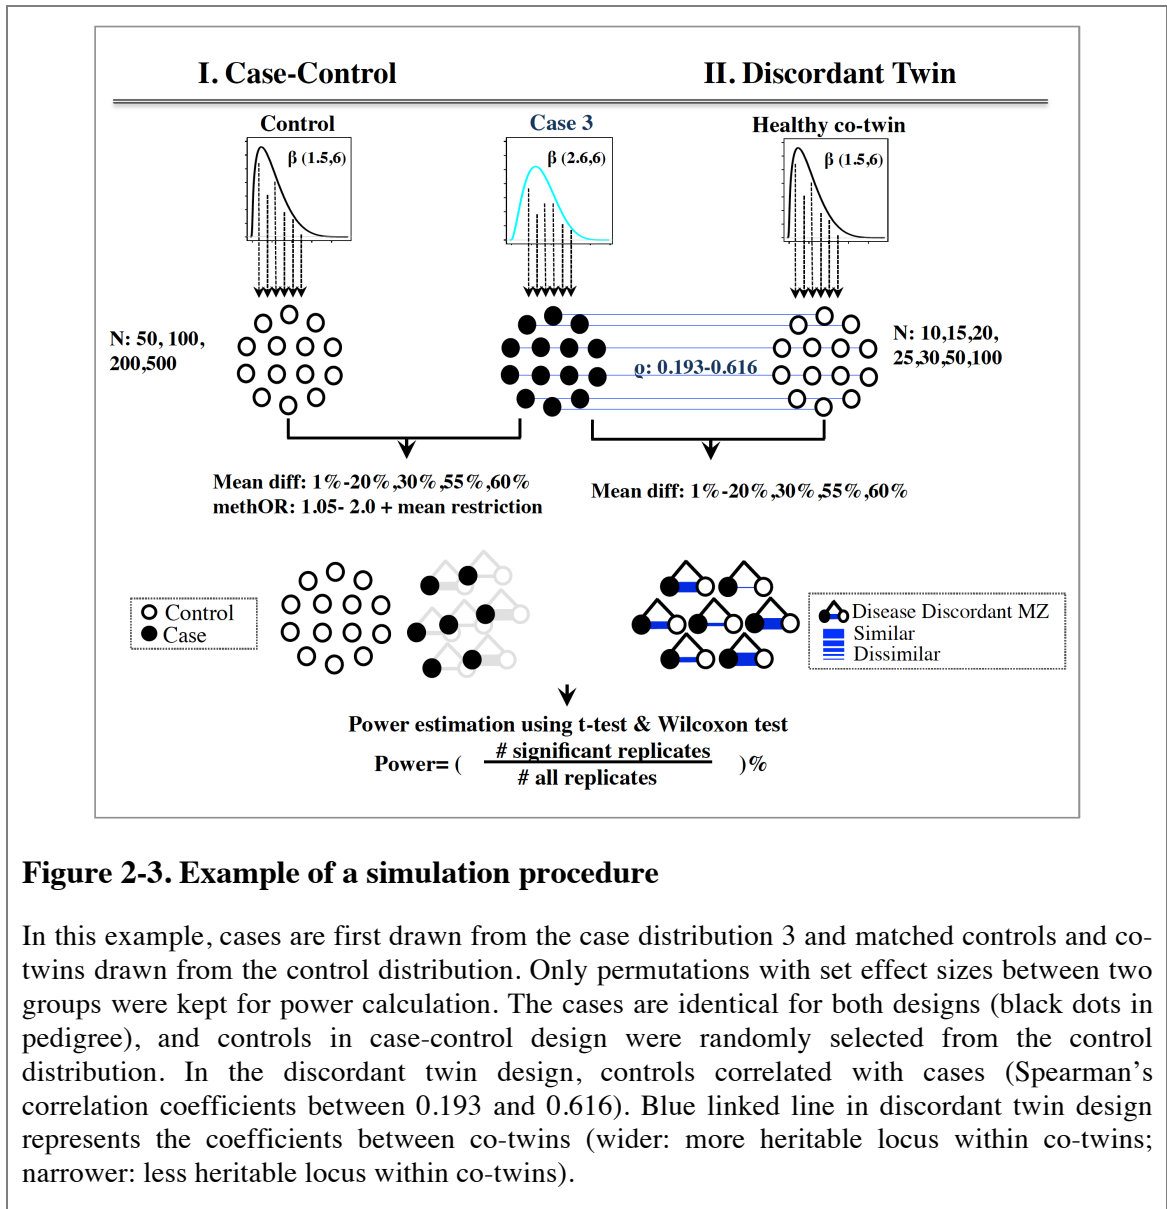 I. Case-Control
II. Discordant Twin
Control
Case 3
Healthy co-twin
β (1.5,6)
β (2.6,6)
β (1.5,6)
N: 50, 100,
200,500
ϱ: 0.193-0.616
N: 10,15,20,
25,30,50,100
Mean diff: 1%-20%,30%,55%,60%
methOR: 1.05- 2.0 + mean restriction
Mean diff: 1%-20%,30%,55%,60%
Control
Case
Disease Discordant MZ
Similar
Dissimilar
Power estimation using t-test & Wilcoxon test
Power= ( # significant replicates )%
# all replicates
Figure 2-3. Example of a simulation procedure
In this example, cases are first drawn from the case distribution 3 and matched controls and co-
twins drawn from the control distribution. Only permutations with set effect sizes between two
groups were kept for power calculation. The cases are identical for both designs (black dots in
pedigree), and controls in case-control design were randomly selected from the control
distribution. In the discordant twin design, controls correlated with cases (Spearman's
correlation coefficients between 0.193 and 0.616). Blue linked line in discordant twin design
represents the coefficients between co-twins (wider: more heritable locus within co-twins;
narrower: less heritable locus within co-twins).